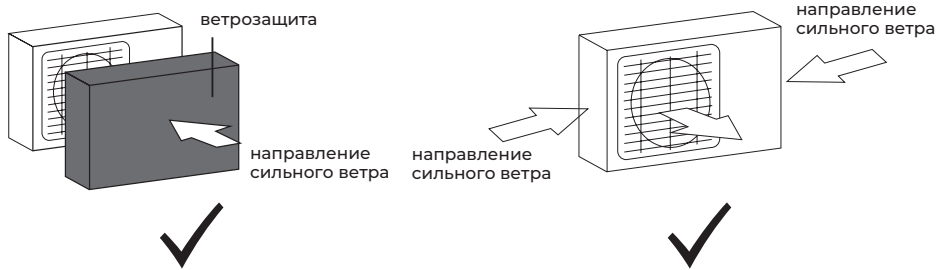 ветрозащита
направление
сильного ветра
направление
сильного ветра
направление
сильного ветра